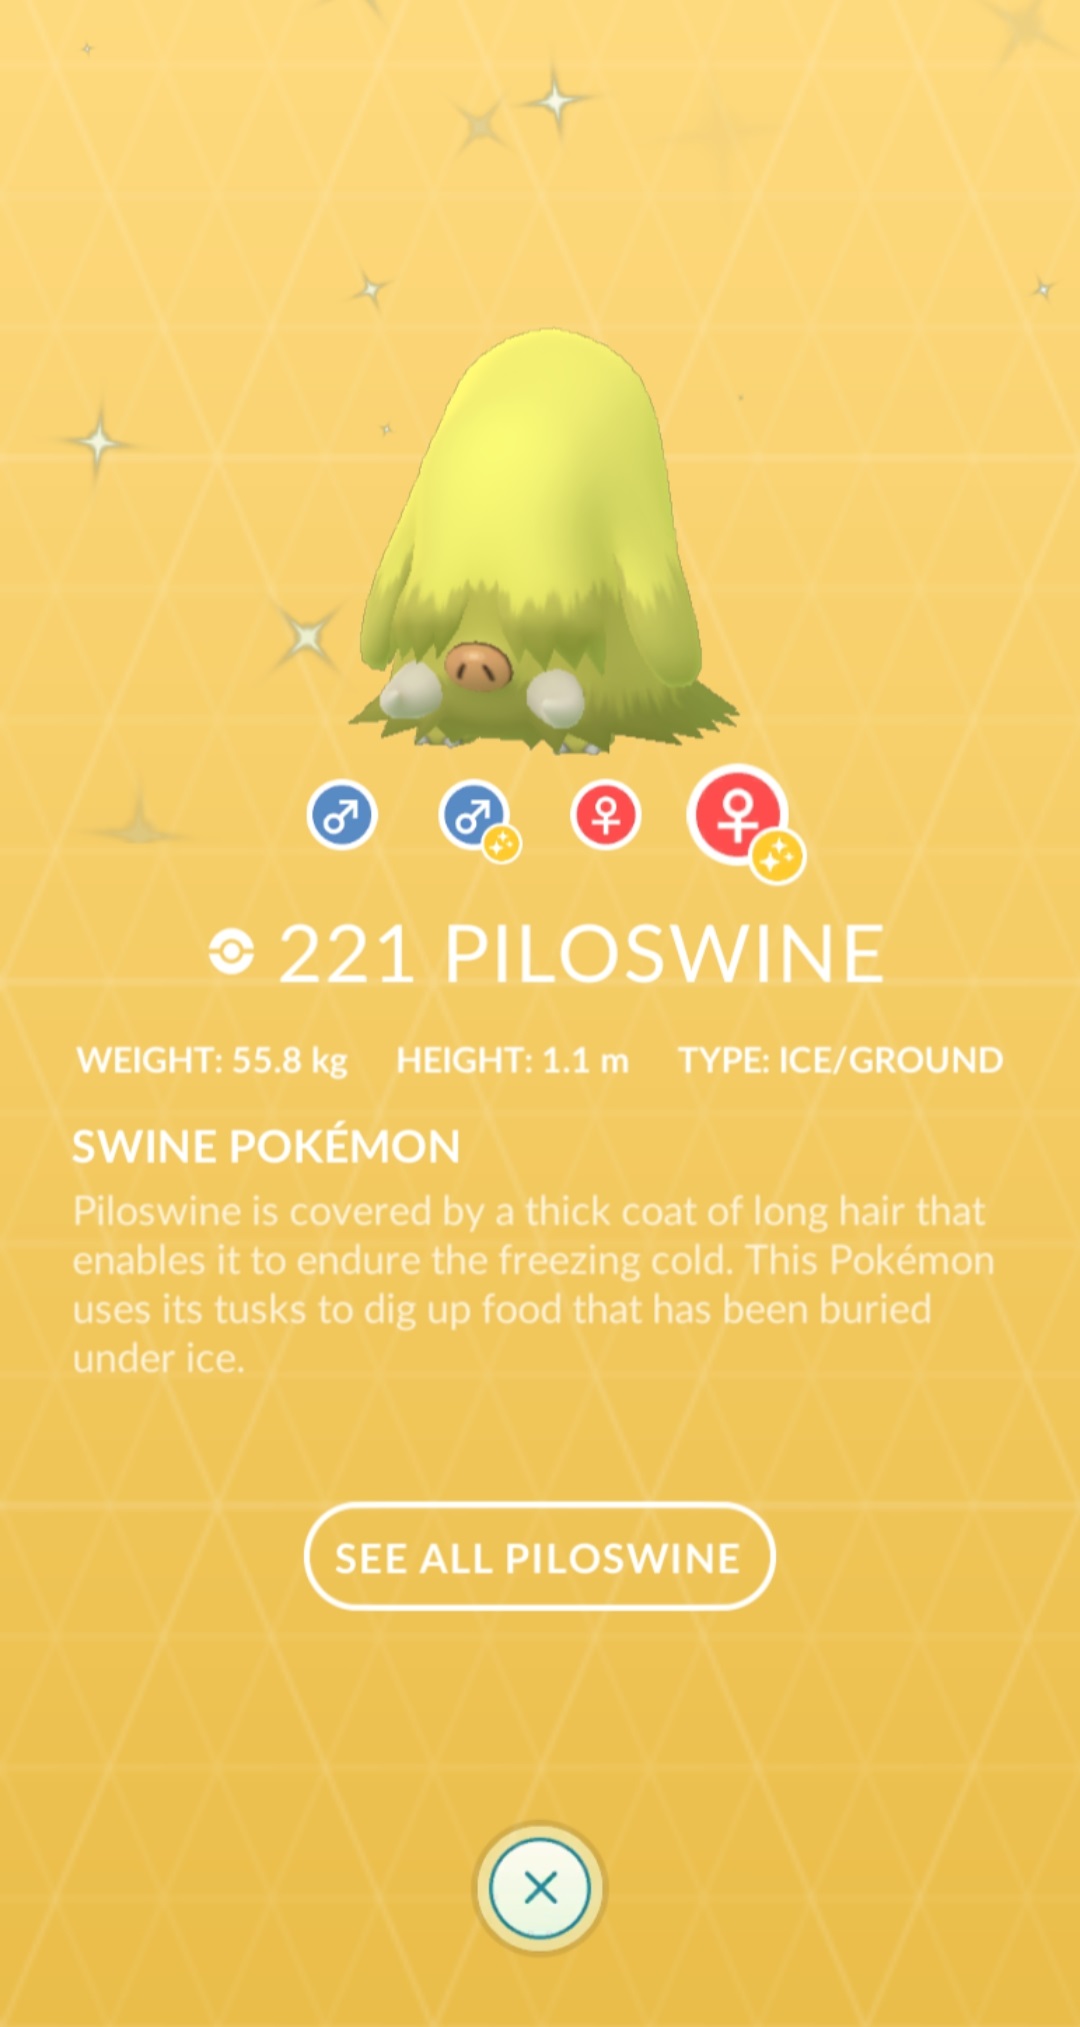 221 PILOSWINE
WEIGHT: 55.8 kg HEIGHT: 1.1 m TYPE: ICE/GROUND
SWINE POKÉMON
Piloswine is covered by a thick coat of long hair that
enables it to endure the freezing cold. This Pokémon
uses its tusks to dig up food that has been buried
under ice.
SEE ALL PILOSWINE